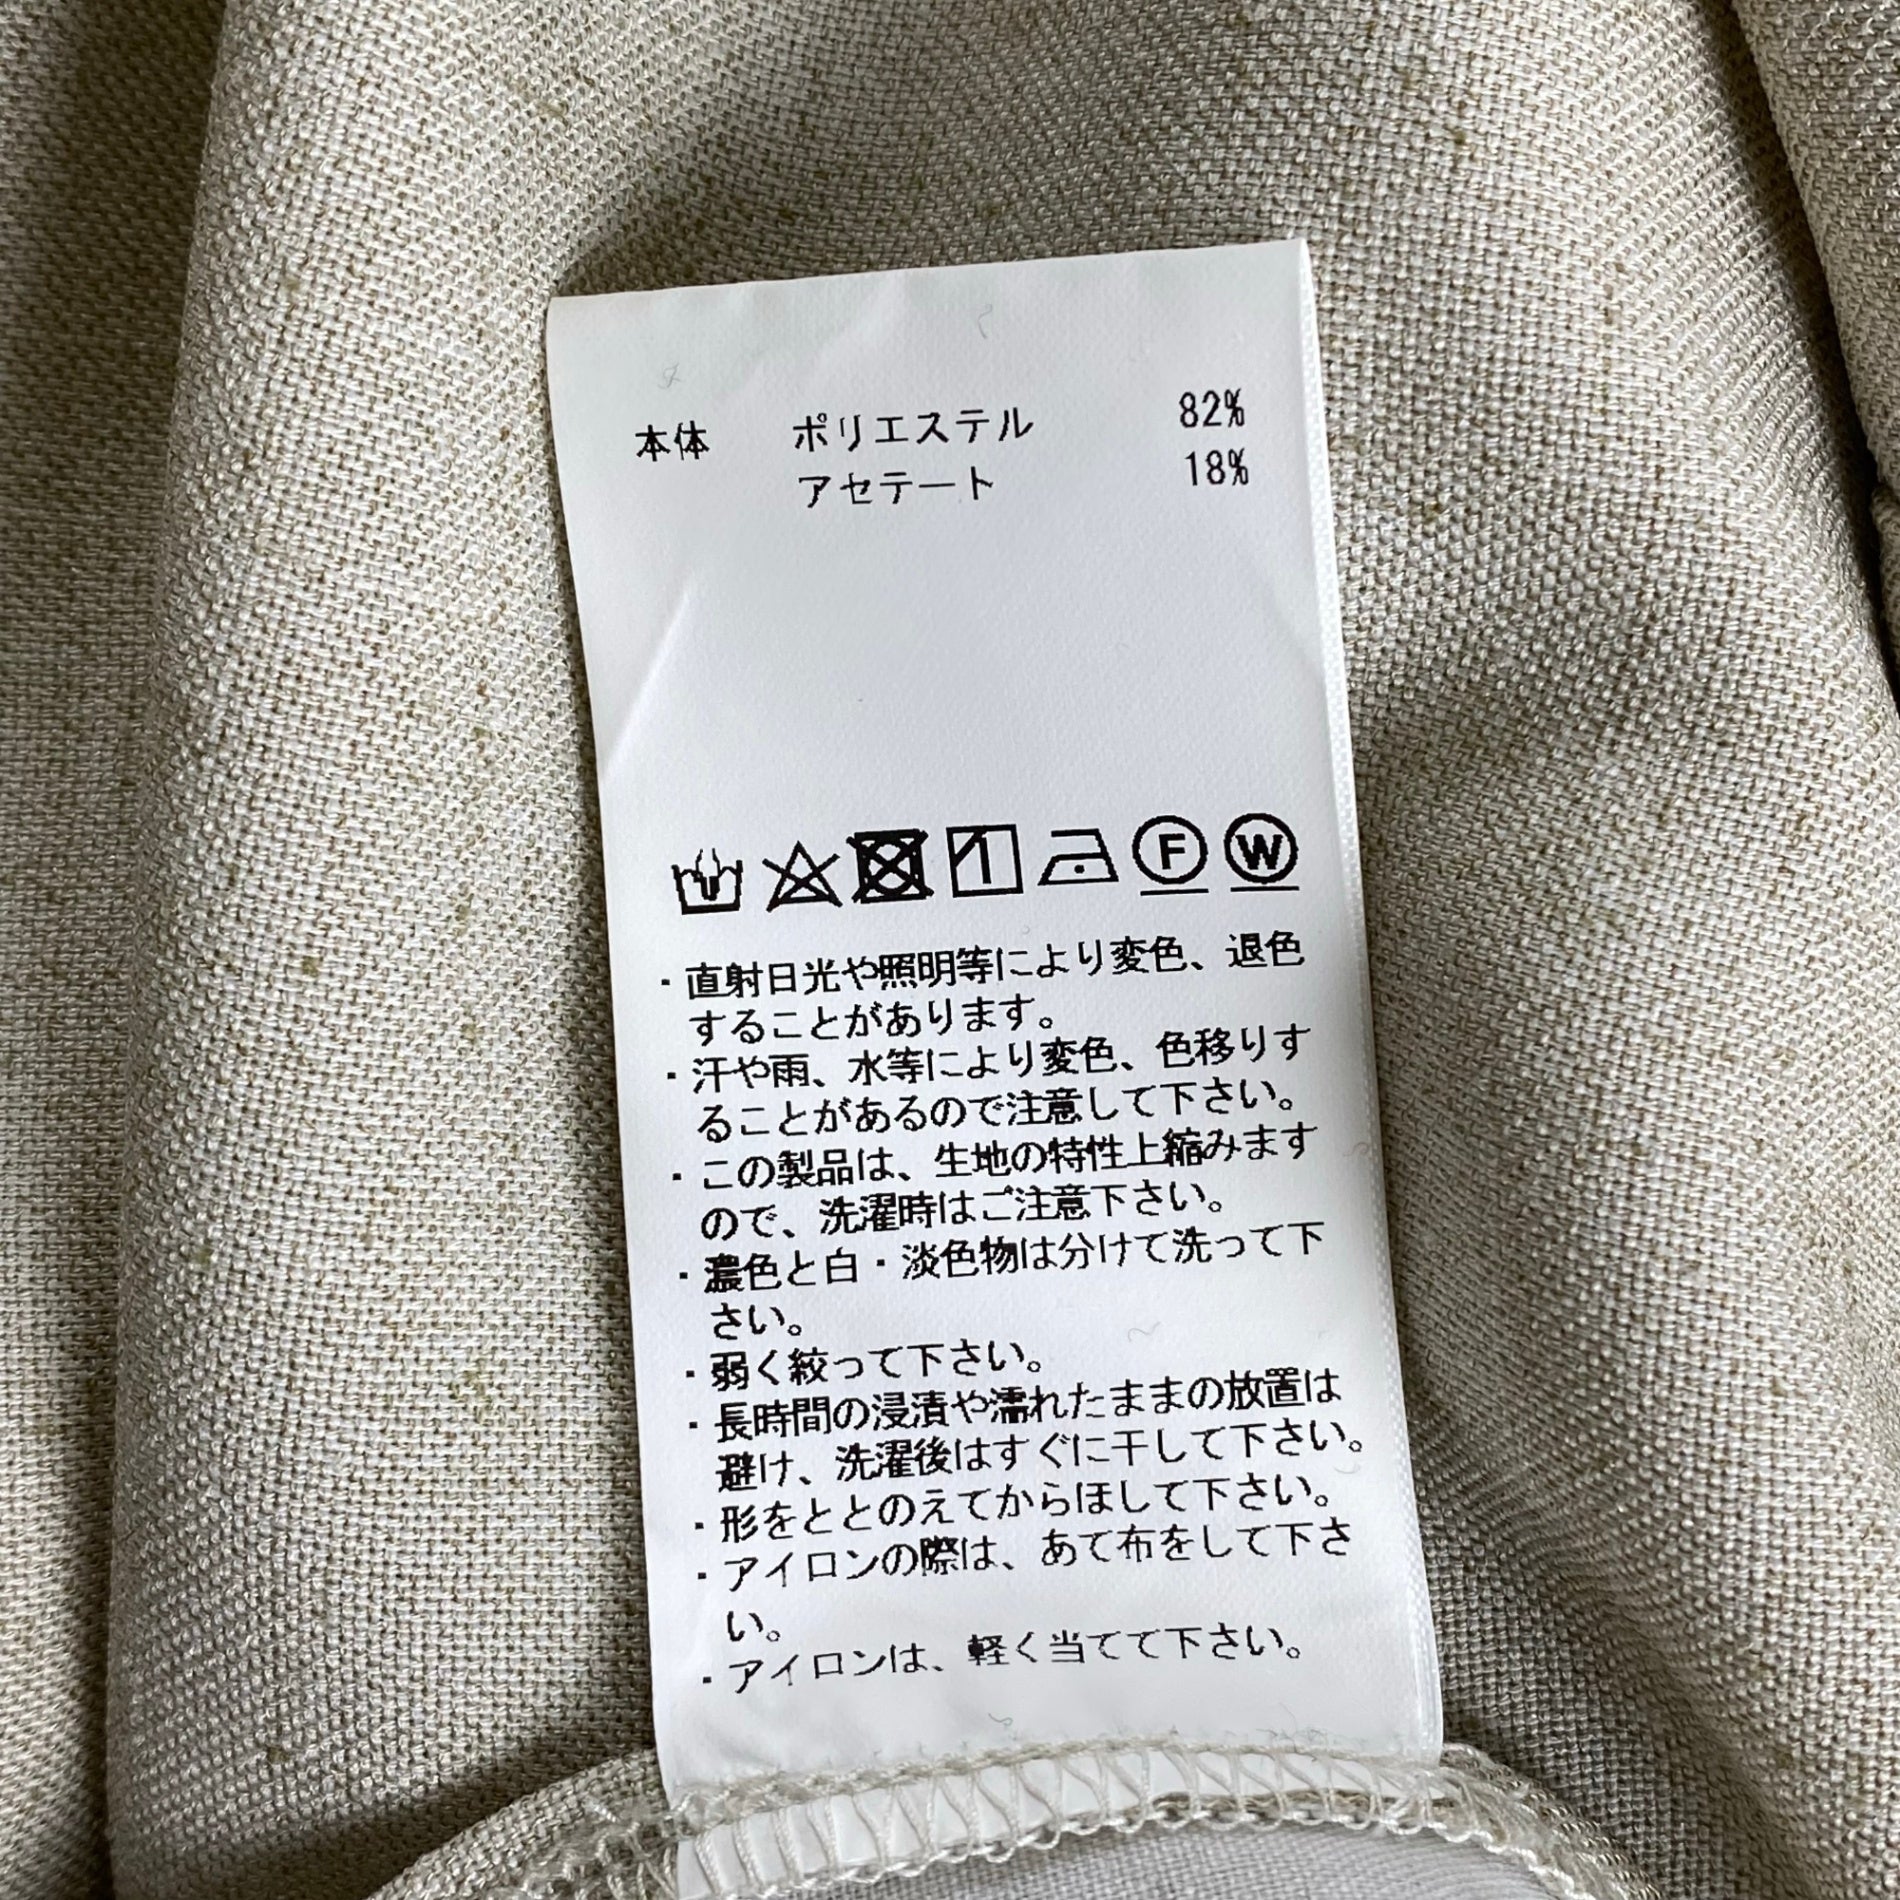 本体 ポリエステル 82%
アセテート 18%
F W
・直射日光や照明等により変色、退色
することがあります。
・汗や雨、水等により変色、色移りす
ることがあるので注意して下さい。
・この製品は、生地の特性上縮みます
ので、洗濯時はご注意下さい。
・濃色と白・淡色物は分けて洗って下
さい。
・弱く絞って下さい。
・長時間の浸漬や濡れたままの放置は
避け、洗濯後はすぐに干して下さい。
・形をととのえてからほして下さい。
・アイロンの際は、あて布をして下さ
い。
・アイロンは、軽く当てて下さい。